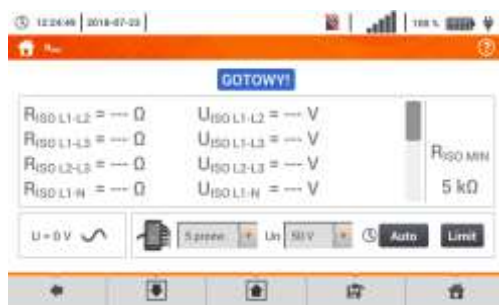 12:24:49 2018-07-23 100 %
RISO
GOTOWY!
RISO L1-L2 = --- Ω UISO L1-L2 = --- V
RISO L1-L3 = --- Ω UISO L1-L3 = --- V
RISO L2-L3 = --- Ω UISO L2-L3 = --- V
RISO L1-N = --- Ω UISO L1-N = --- V
RISO MIN
5 kΩ
U = 0 V
Un 50 V Auto Limit